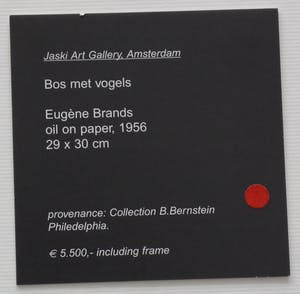 Jaski Art Gallery, Amsterdam
Bos met vogels
Eugène Brands
oil on paper, 1956
29 x 30 cm
provenance: Collection B.Bernstein
Philedelphia.
€ 5.500,- including frame